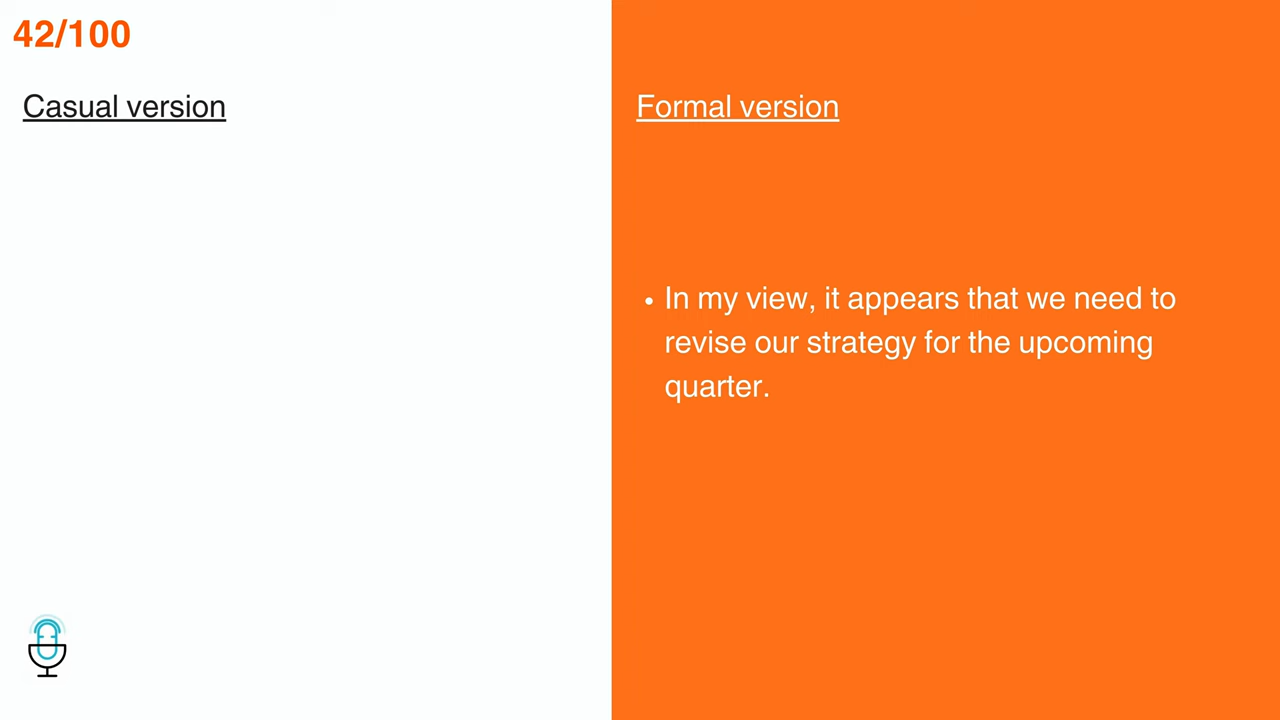 42/100
Casual version
Formal version
• In my view, it appears that we need to
revise our strategy for the upcoming
quarter.